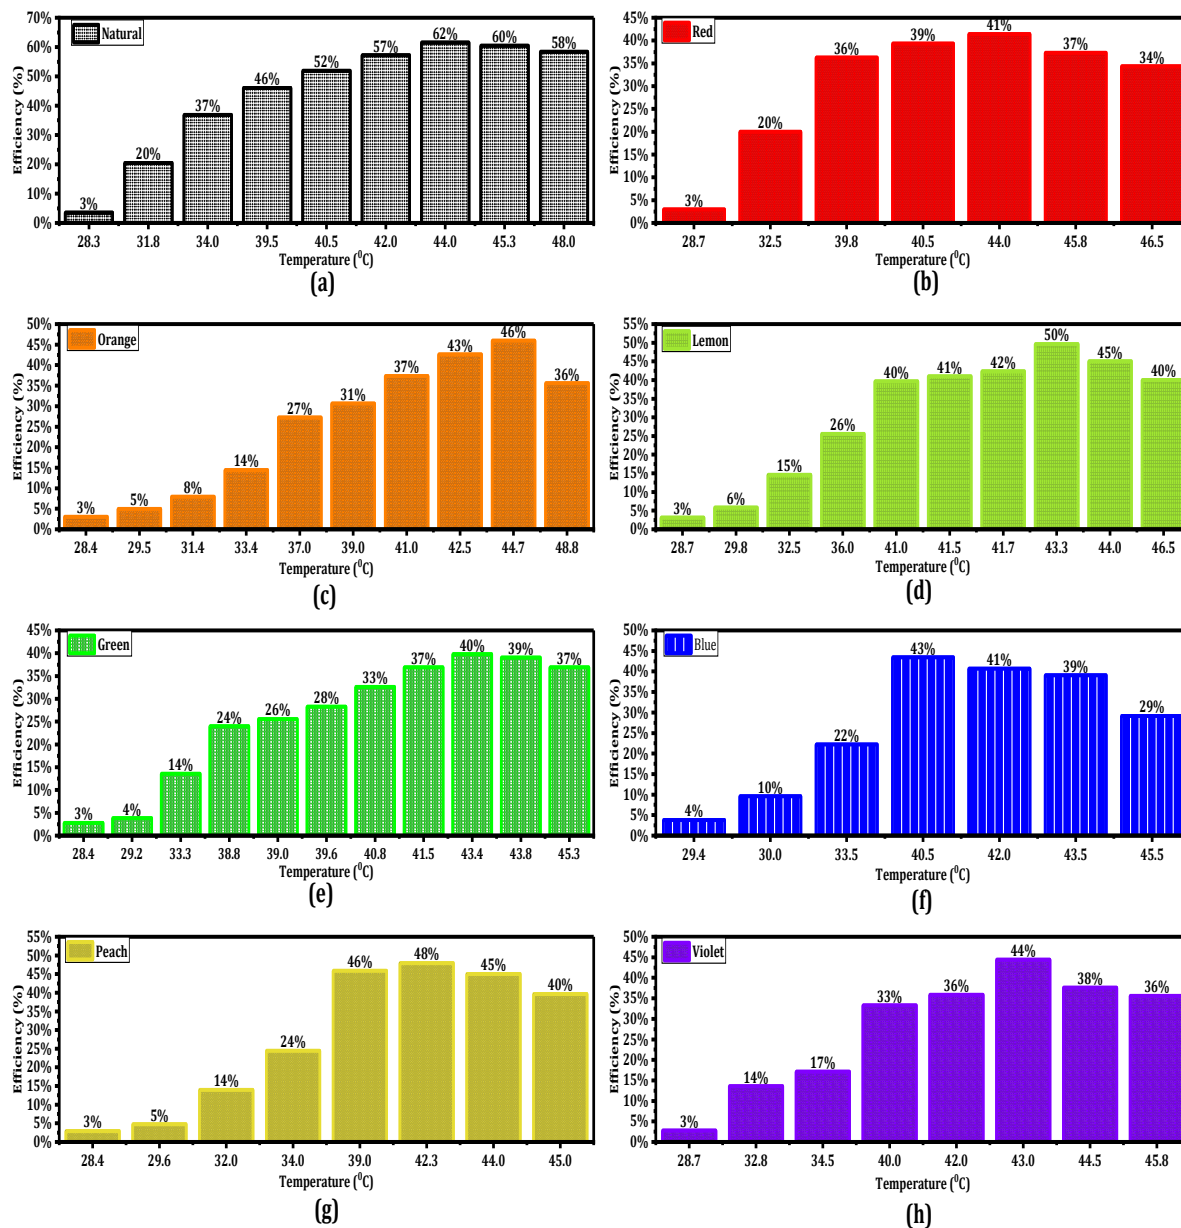 70%
60%
50%
40%
30%
20%
10%
0%
Efficiency (%)
Natural
3% 20% 37% 46% 52% 57% 62% 60% 58%
28.3 31.8 34.0 39.5 40.5 42.0 44.0 45.3 48.0
Temperature (⁰C)
(a)
45%
40%
35%
30%
25%
20%
15%
10%
5%
0%
Efficiency (%)
Red
3% 20% 36% 39% 41% 37% 34%
28.7 32.5 39.8 40.5 44.0 45.8 46.5
Temperature (⁰C)
(b)
50%
45%
40%
35%
30%
25%
20%
15%
10%
5%
0%
Efficiency (%)
Orange
3% 5% 8% 14% 27% 31% 37% 43% 46% 36%
28.4 29.5 31.4 33.4 37.0 39.0 41.0 42.5 44.7 48.8
Temperature (⁰C)
(c)
55%
50%
45%
40%
35%
30%
25%
20%
15%
10%
5%
0%
Efficiency (%)
Lemon
3% 6% 15% 26% 40% 41% 42% 50% 45% 40%
28.7 29.8 32.5 36.0 41.0 41.5 41.7 43.3 44.0 46.5
Temperature (⁰C)
(d)
45%
40%
35%
30%
25%
20%
15%
10%
5%
0%
Efficiency (%)
Green
3% 4% 14% 24% 26% 28% 33% 37% 40% 39% 37%
28.4 29.2 33.3 38.8 39.0 39.6 40.8 41.5 43.4 43.8 45.3
Temperature (⁰C)
(e)
50%
45%
40%
35%
30%
25%
20%
15%
10%
5%
0%
Efficiency (%)
Blue
4% 10% 22% 43% 41% 39% 29%
29.4 30.0 33.5 40.5 42.0 43.5 45.5
Temperature (⁰C)
(f)
55%
50%
45%
40%
35%
30%
25%
20%
15%
10%
5%
0%
Efficiency (%)
Peach
3% 5% 14% 24% 46% 48% 45% 40%
28.4 29.6 32.0 34.0 39.0 42.3 44.0 45.0
Temperature (⁰C)
(g)
50%
45%
40%
35%
30%
25%
20%
15%
10%
5%
0%
Efficiency (%)
Violet
3% 14% 17% 33% 36% 44% 38% 36%
28.7 32.8 34.5 40.0 42.0 43.0 44.5 45.8
Temperature (⁰C)
(h)